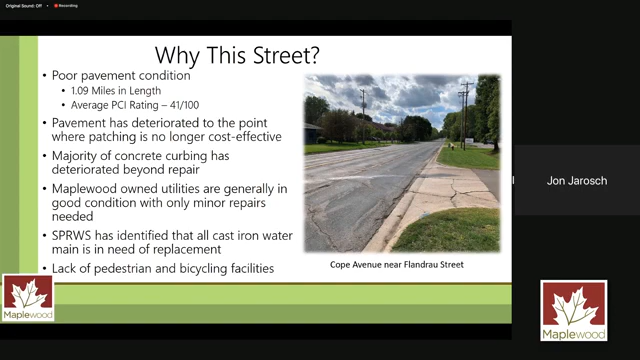 Original Sound: Off
Recording
Why This Street?
• Poor pavement condition
• 1.09 Miles in Length
• Average PCI Rating – 41/100
• Pavement has deteriorated to the point
where patching is no longer cost-effective
• Majority of concrete curbing has
deteriorated beyond repair
• Maplewood owned utilities are generally in
good condition with only minor repairs
needed
• SPRWS has identified that all cast iron water
main is in need of replacement
• Lack of pedestrian and bicycling facilities
Cope Avenue near Flandrau Street
Jon Jarosch
Maplewood
Maplewood